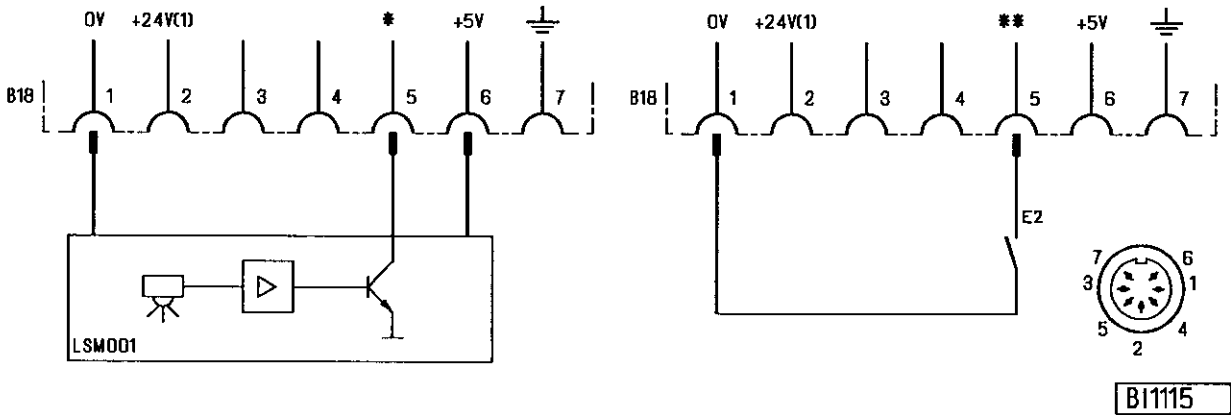 0V +24V(1) * +5V
B18 1 2 3 4 5 6 7
LSM001
0V +24V(1) ** +5V
B18 1 2 3 4 5 6 7
E2
7 6
3 1
5 4
2
BI1115